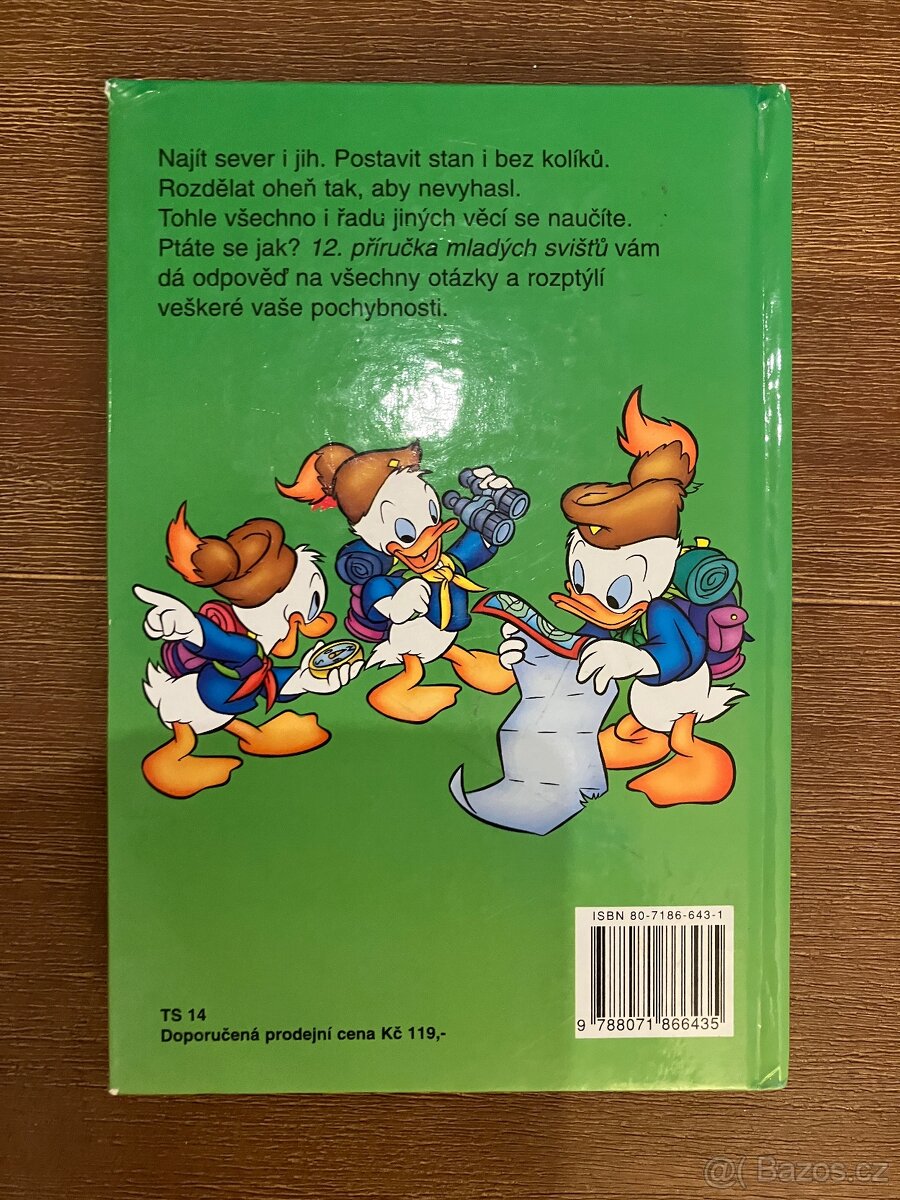 Najít sever i jih. Postavit stan i bez kolíků.
Rozdělat oheň tak, aby nevyhasl.
Tohle všechno i řadu jiných věcí se naučíte.
Ptáte se jak? 12. příručka mladých svišťů vám
dá odpověď na všechny otázky a rozptýlí
veškeré vaše pochybnosti.
ISBN 80-7186-643-1
9 788071 866435
TS 14
Doporučená prodejní cena Kč 119,-
@( Bazos.cz